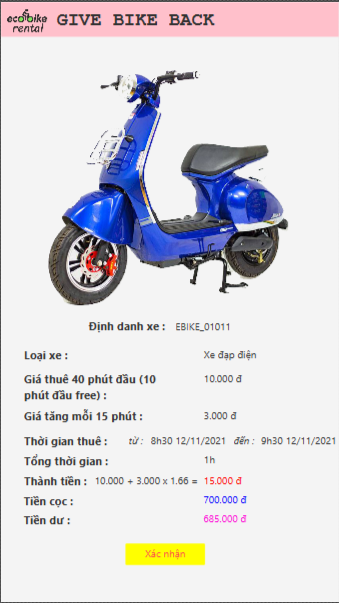 ecobike
rental
GIVE BIKE BACK
Định danh xe : EBIKE_01011
Loại xe : Xe đạp điện
Giá thuê 40 phút đầu (10 10.000 đ
phút đầu free) :
Giá tăng mỗi 15 phút : 3.000 đ
Thời gian thuê : từ : 8h30 12/11/2021 đến : 9h30 12/11/2021
Tổng thời gian : 1h
Thành tiền : 10.000 + 3.000 x 1.66 = 15.000 đ
Tiền cọc : 700.000 đ
Tiền dư : 685.000 đ
Xác nhận